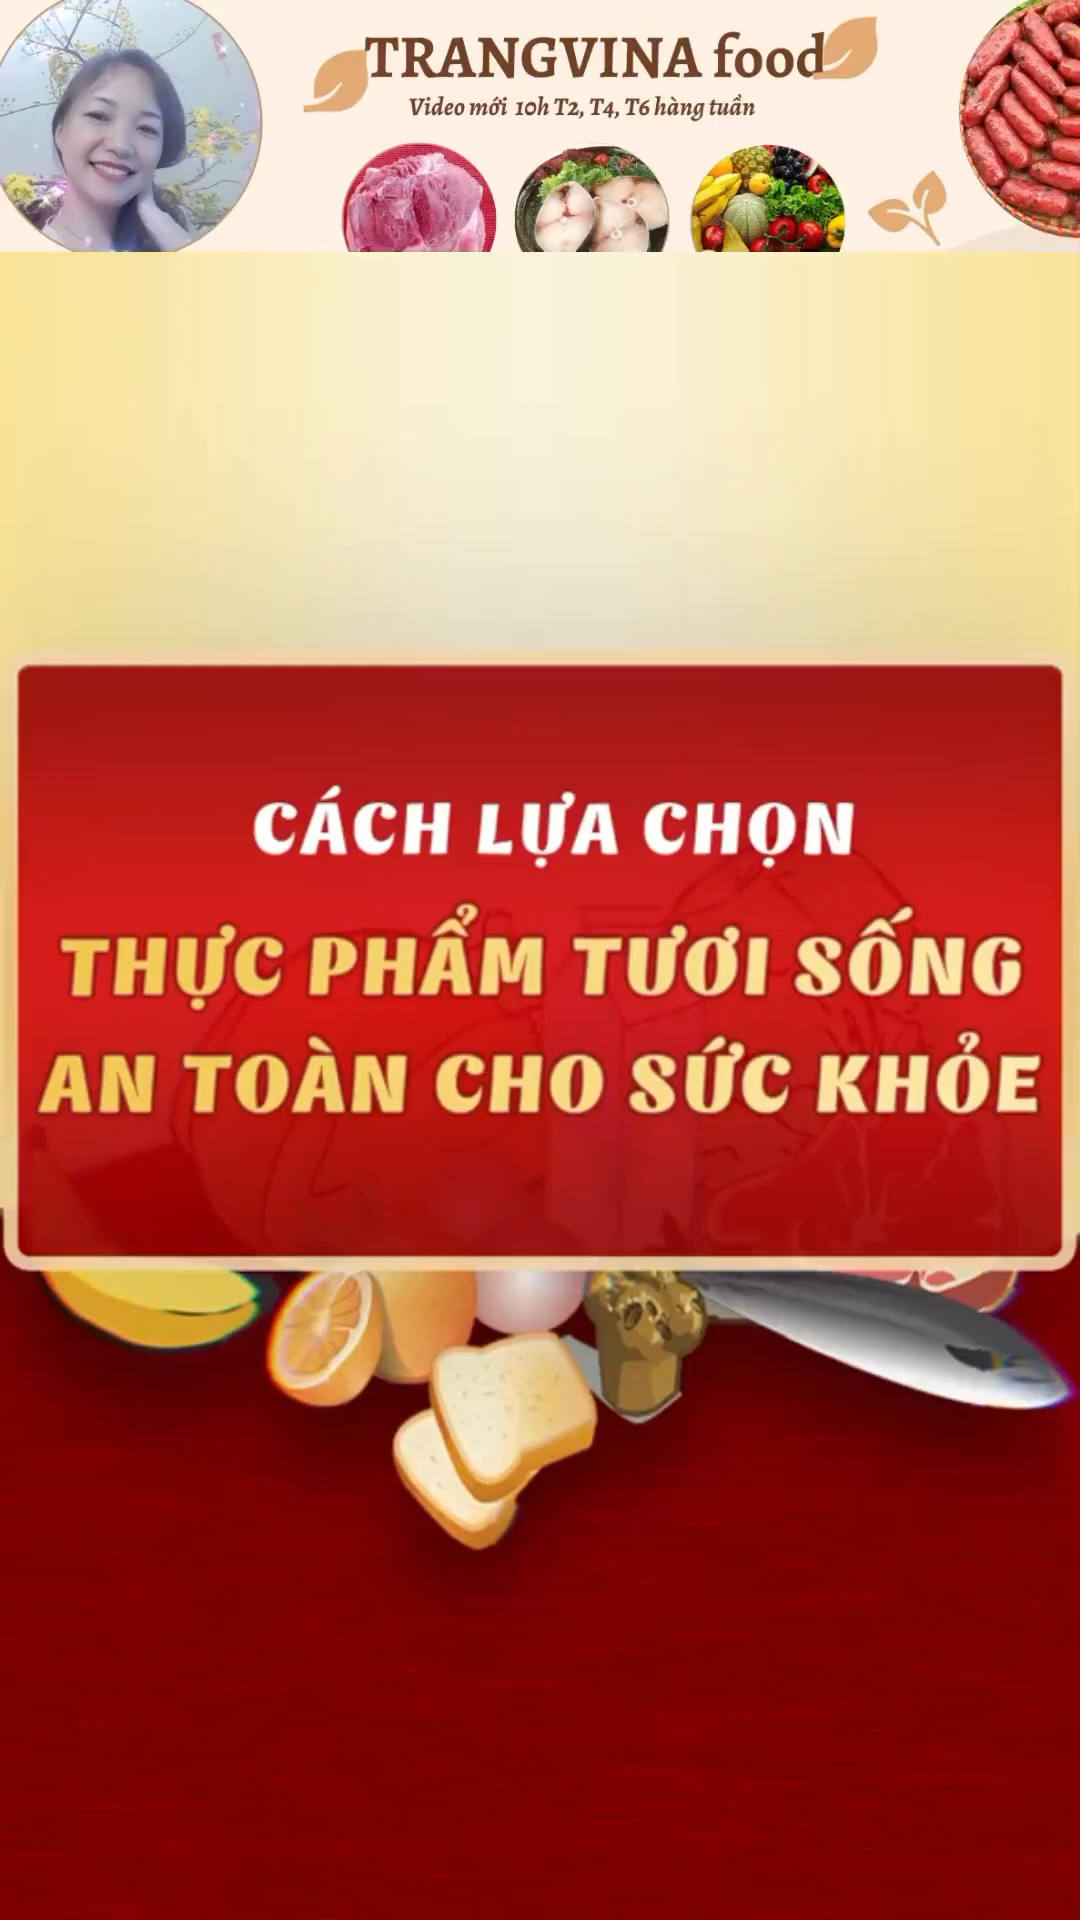 TRANGVINA food
Video mới 10h T2, T4, T6 hàng tuần
CÁCH LỰA CHỌN
THỰC PHẨM TƯƠI SỐNG
AN TOÀN CHO SỨC KHỎE